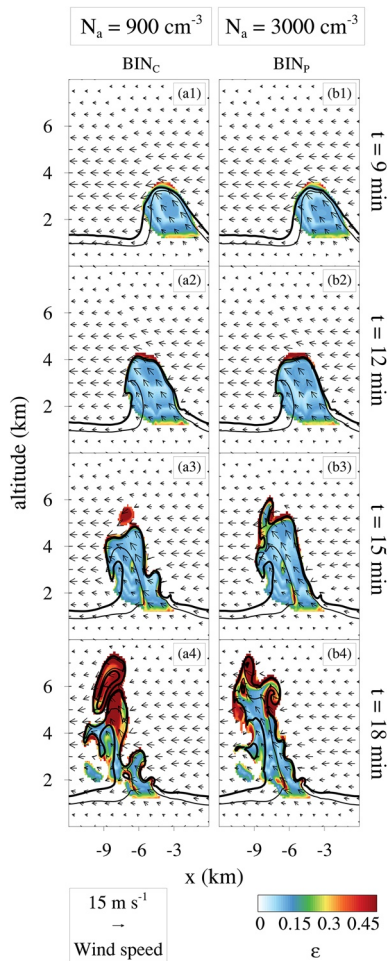 Nₐ = 900 cm⁻³ Nₐ = 3000 cm⁻³
BIN_C BIN_P
(a1) (b1)
6
4
2
t = 9 min
(a2) (b2)
6
4
2
t = 12 min
altitude (km)
(a3) (b3)
6
4
2
t = 15 min
(a4) (b4)
6
4
2
t = 18 min
-9 -6 -3 -9 -6 -3
x (km)
15 m s⁻¹
→
Wind speed
0 0.15 0.3 0.45
ε